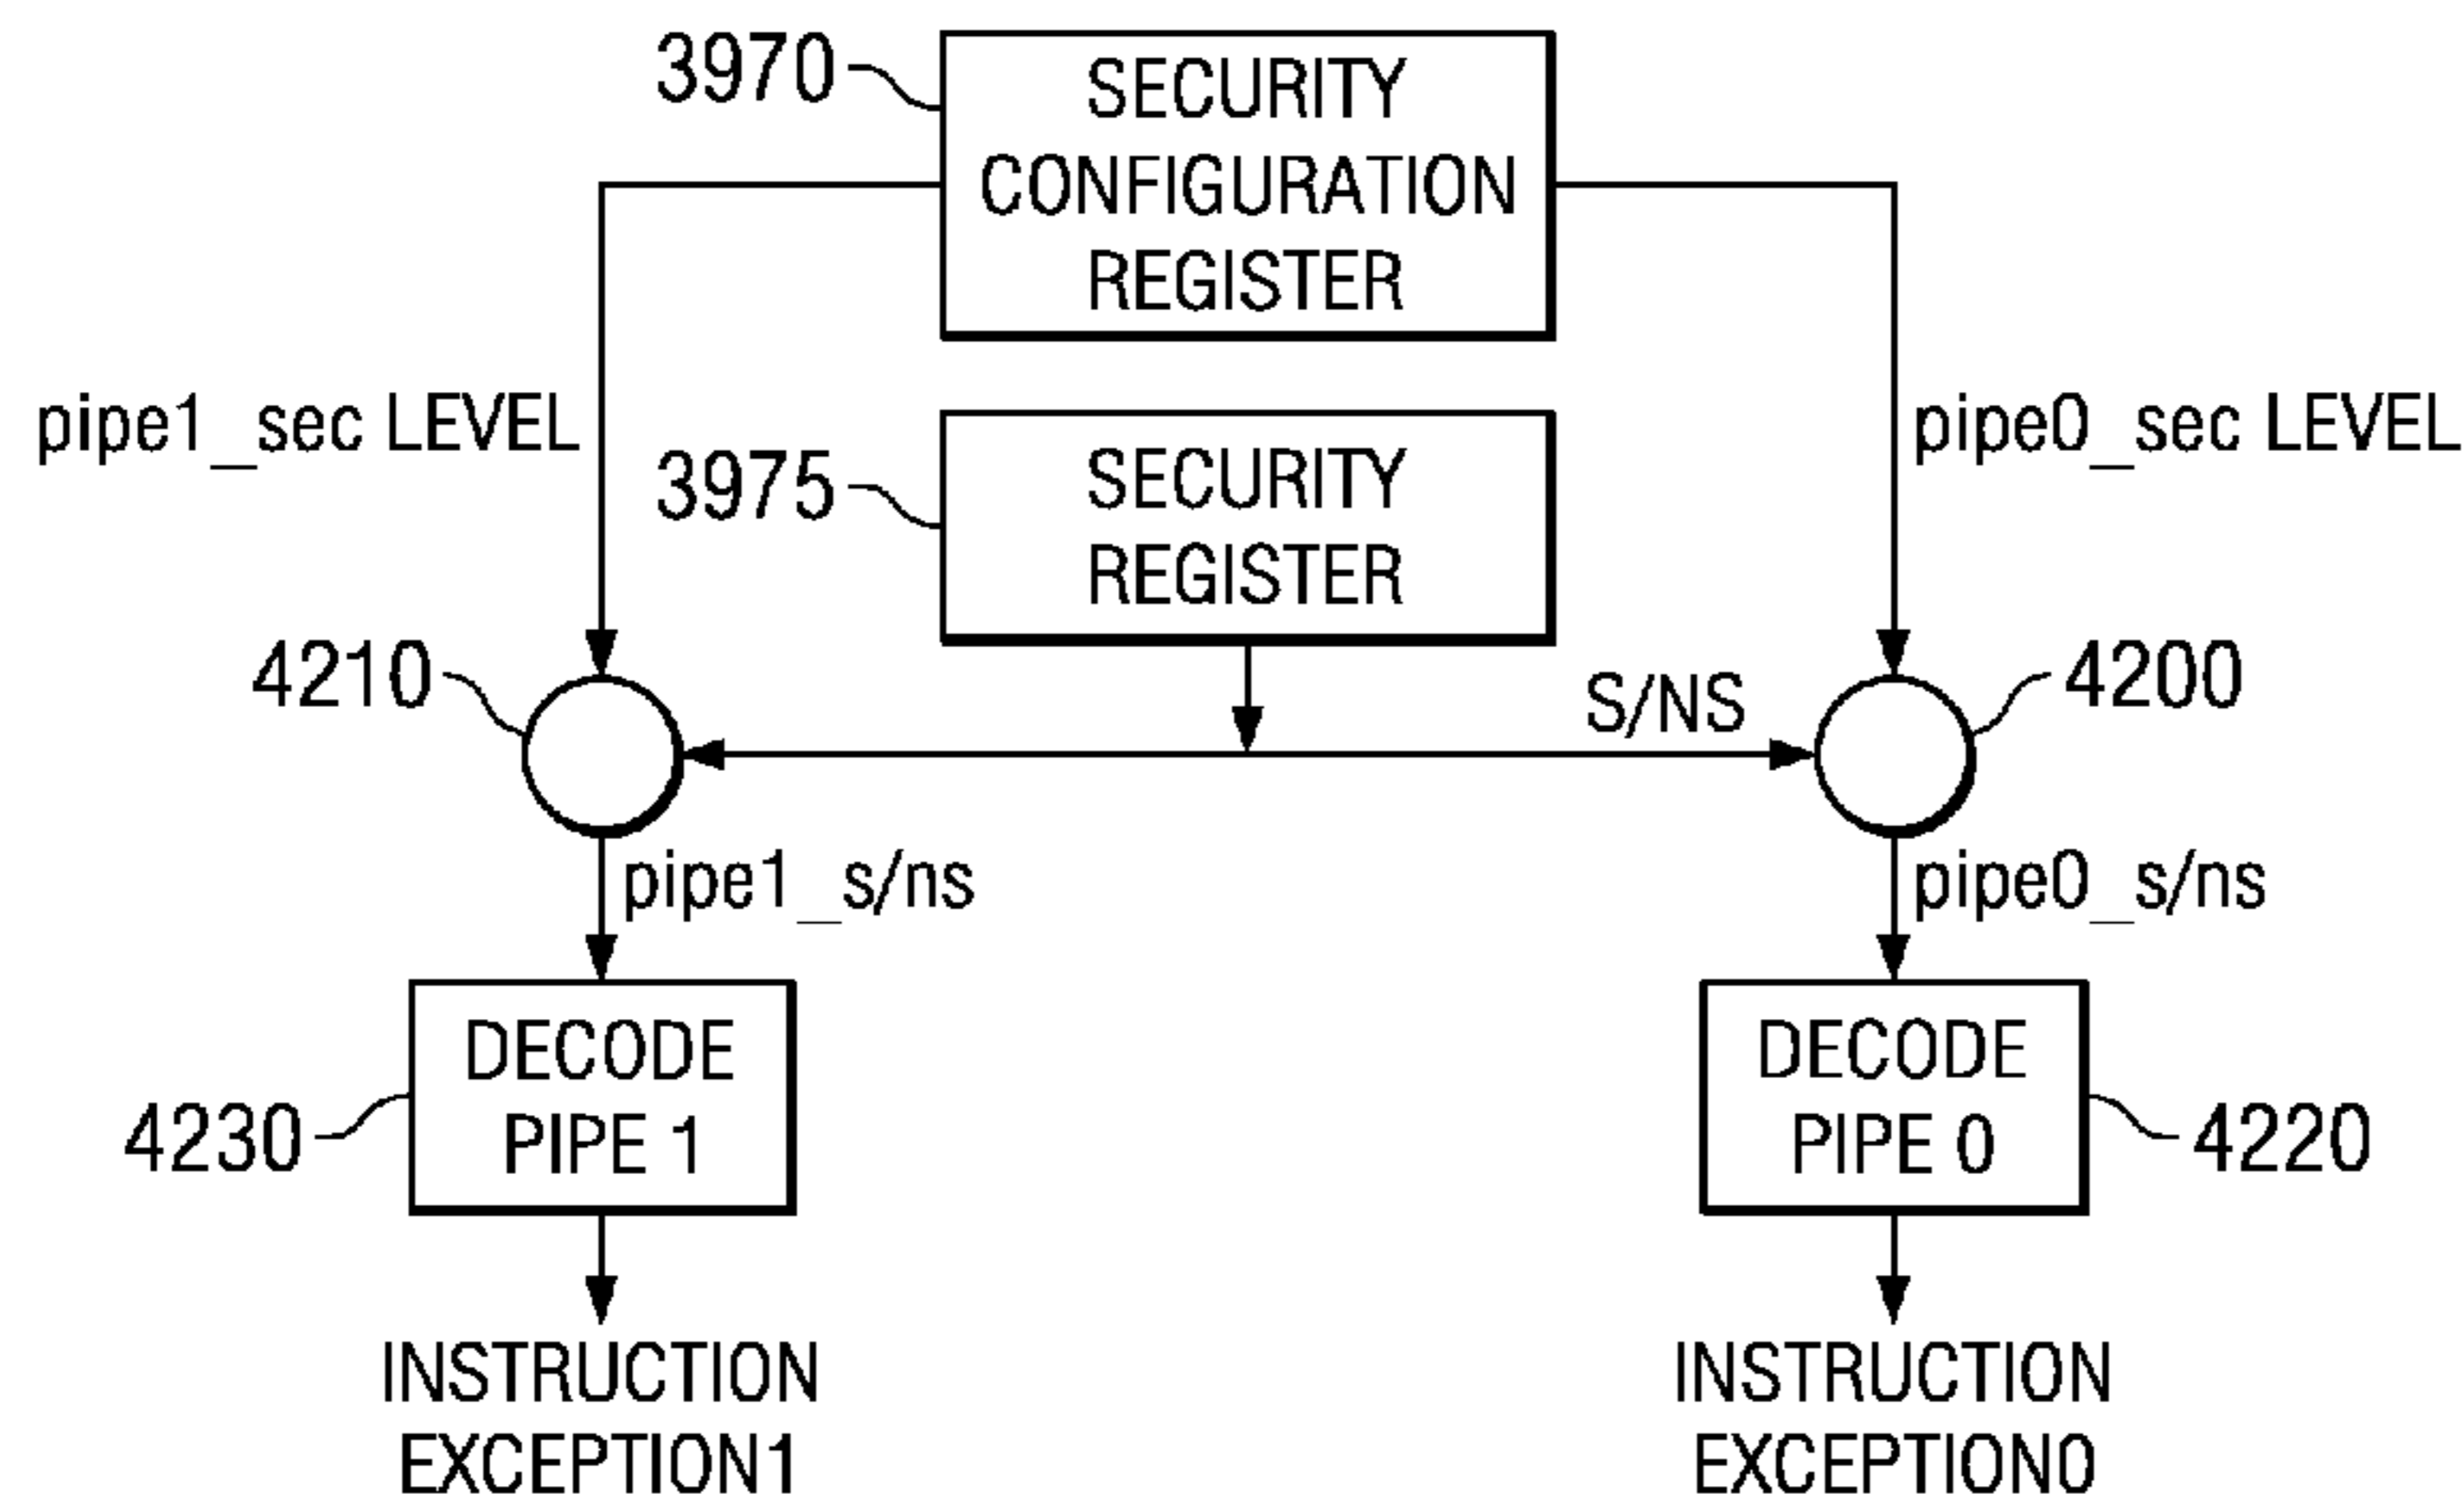 3970
SECURITY
CONFIGURATION
REGISTER
pipe1_sec LEVEL
pipe0_sec LEVEL
3975
SECURITY
REGISTER
4210
S/NS
4200
pipe1_s/ns
pipe0_s/ns
DECODE
PIPE 1
4230
DECODE
PIPE 0
4220
INSTRUCTION
EXCEPTION1
INSTRUCTION
EXCEPTION0